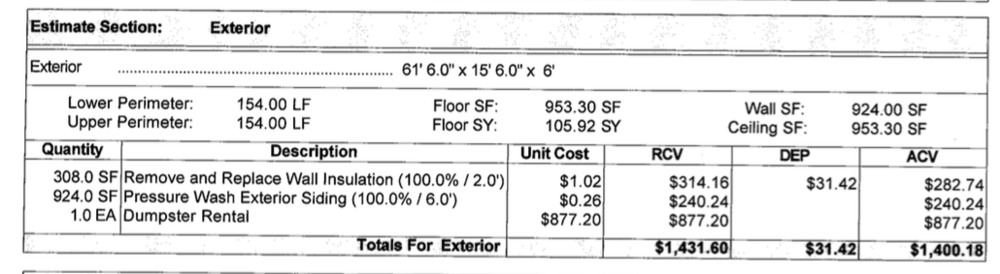 Estimate Section: Exterior
Exterior ........................................................................ 61' 6.0" x 15' 6.0" x 6'
Lower Perimeter: 154.00 LF Floor SF: 953.30 SF Wall SF: 924.00 SF
Upper Perimeter: 154.00 LF Floor SY: 105.92 SY Ceiling SF: 953.30 SF
Quantity Description Unit Cost RCV DEP ACV
308.0 SF Remove and Replace Wall Insulation (100.0% / 2.0') $1.02 $314.16 $31.42 $282.74
924.0 SF Pressure Wash Exterior Siding (100.0% / 6.0') $0.26 $240.24 $240.24
1.0 EA Dumpster Rental $877.20 $877.20 $877.20
Totals For Exterior $1,431.60 $31.42 $1,400.18